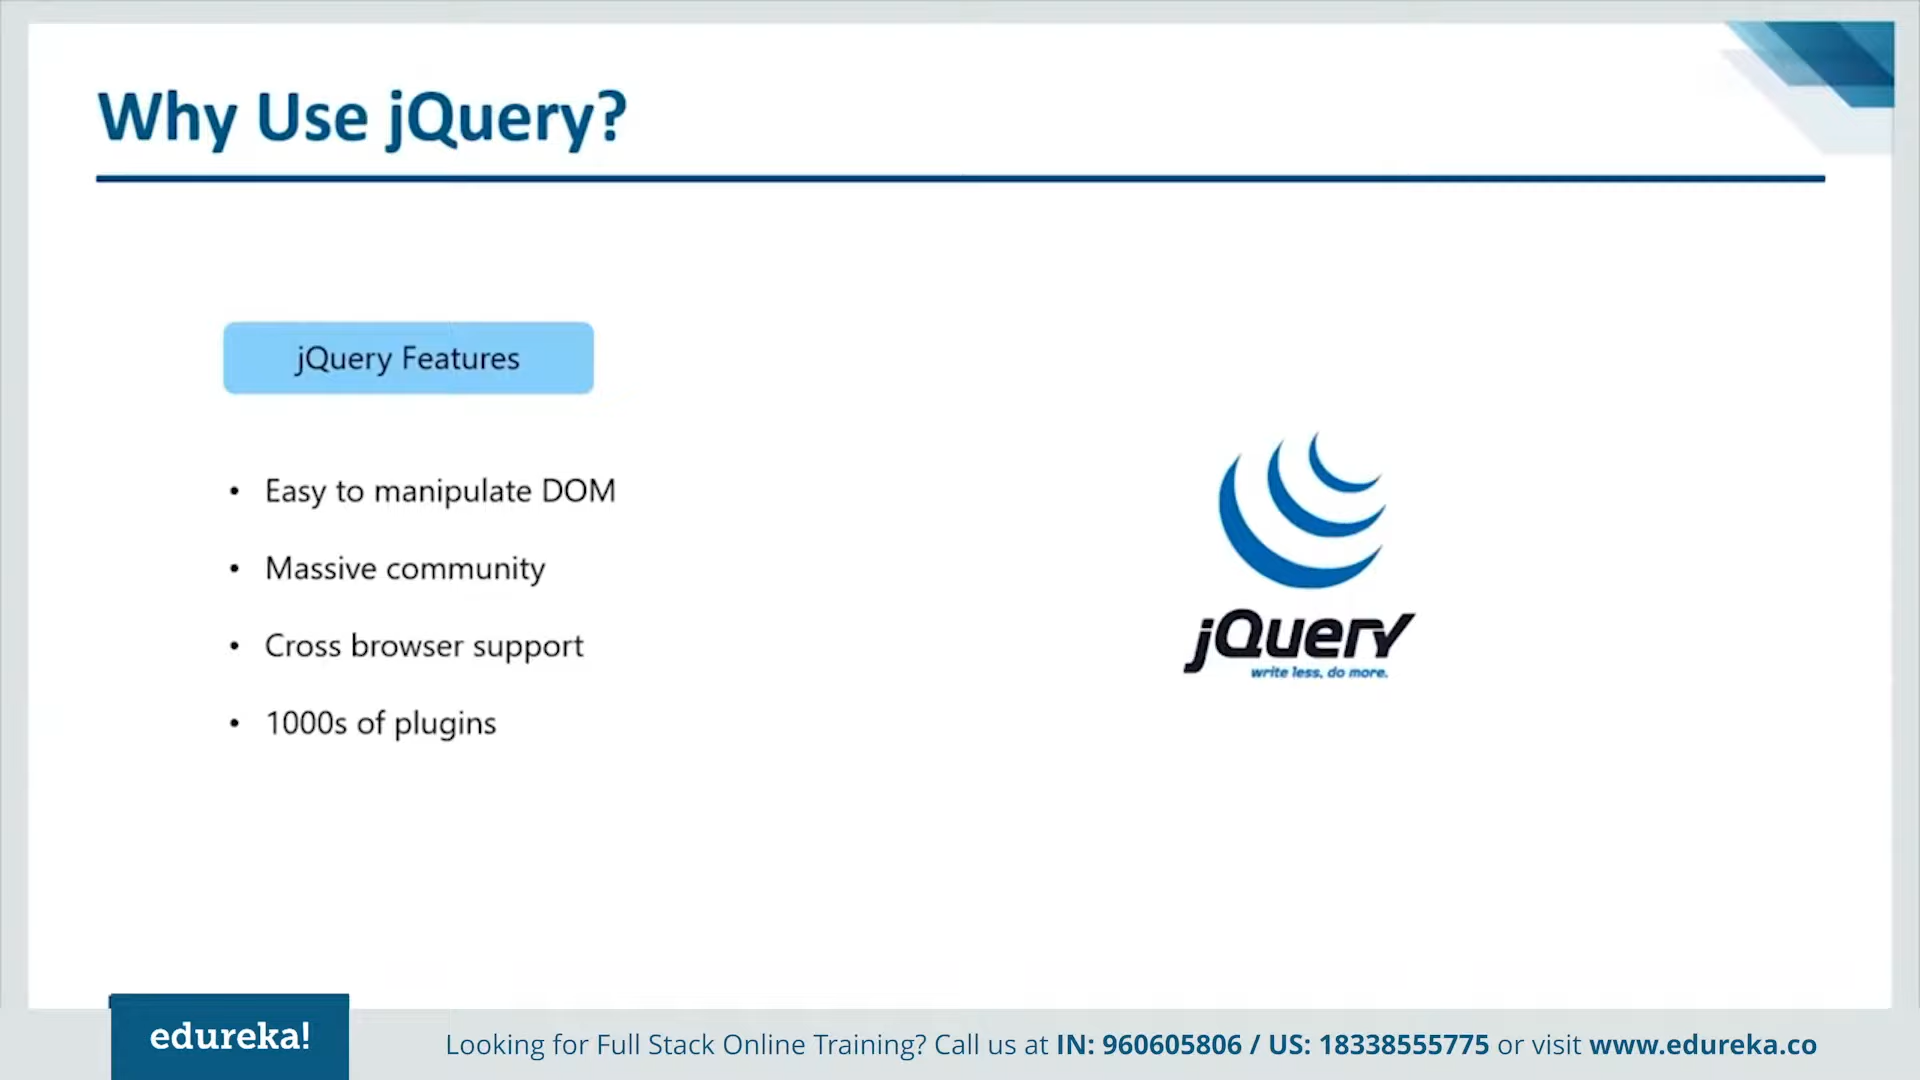 Why Use jQuery?
jQuery Features
• Easy to manipulate DOM
• Massive community
• Cross browser support
• 1000s of plugins
jQuery
write less, do more.
edureka!
Looking for Full Stack Online Training? Call us at IN: 960605806 / US: 18338555775 or visit www.edureka.co